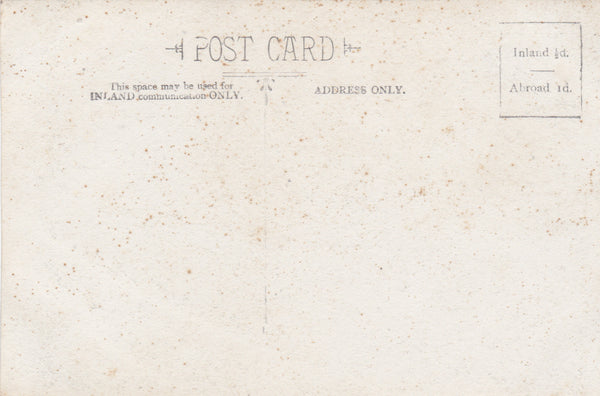 POST CARD
This space may be used for
INLAND communication ONLY.
ADDRESS ONLY.
Inland ½d.
Abroad 1d.